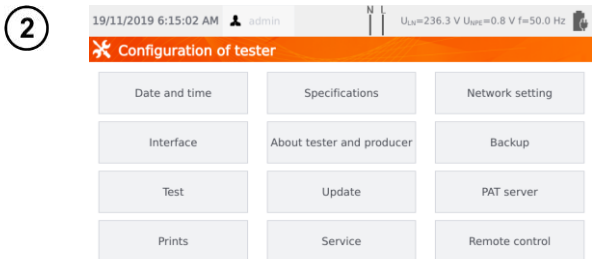 2
19/11/2019 6:15:02 AM admin N L U_LN=236.3 V U_NPE=0.8 V f=50.0 Hz
Configuration of tester
Date and time Specifications Network setting
Interface About tester and producer Backup
Test Update PAT server
Prints Service Remote control